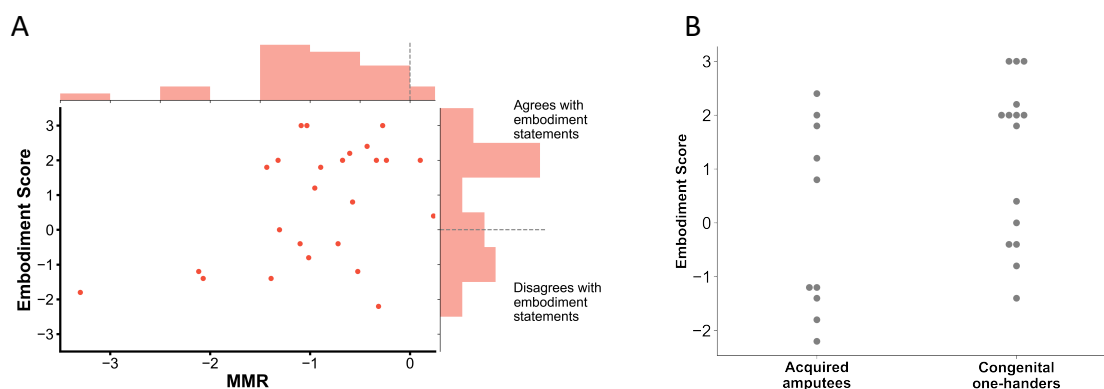 A
Agrees with
embodiment
statements
3
2
1
0
−1
−2
−3
Embodiment Score
Disagrees with
embodiment
statements
−3
−2
−1
0
MMR
B
3
2
1
0
−1
−2
Embodiment Score
Acquired
amputees
Congenital
one-handers